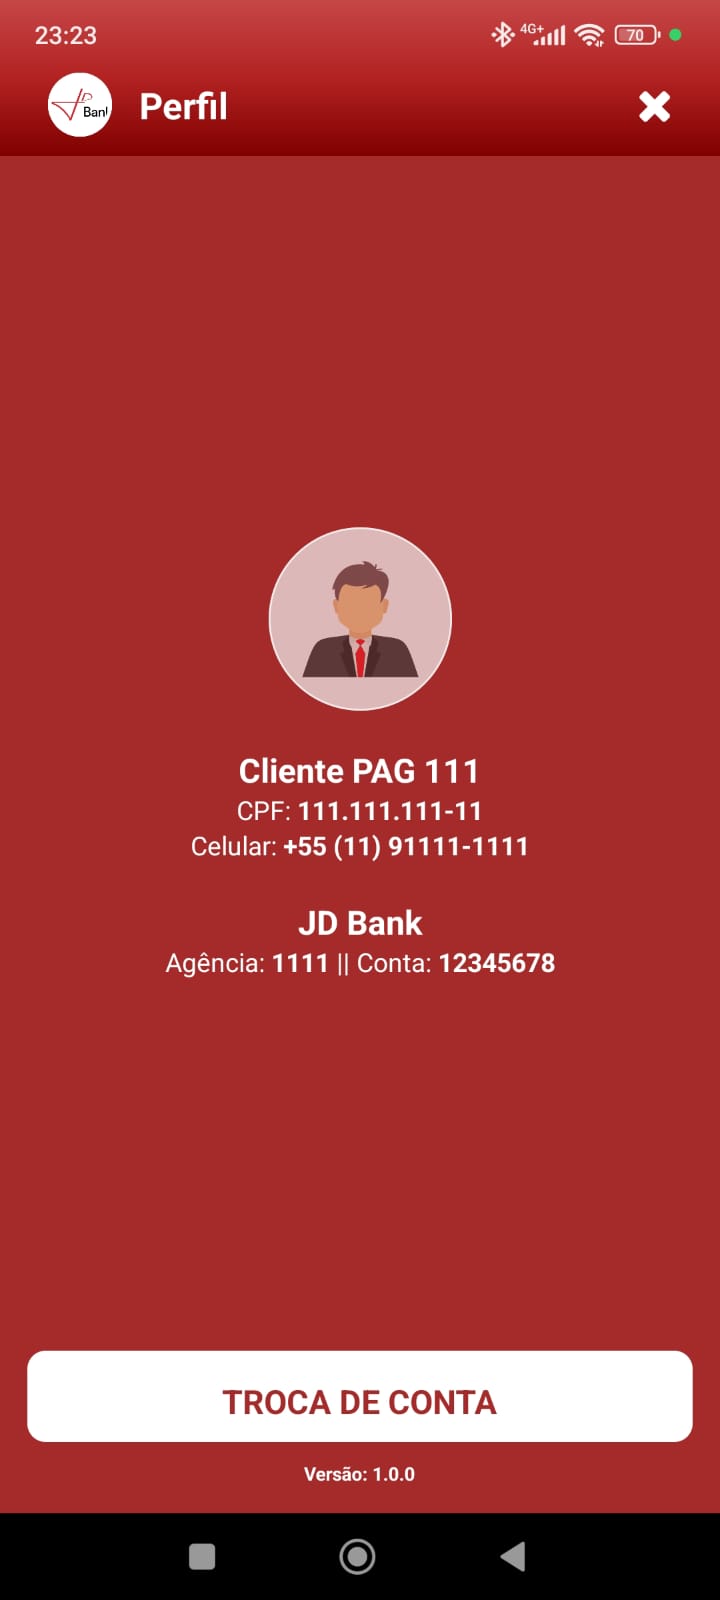 23:23
4G+
70
JD
Bank
Perfil
Cliente PAG 111
CPF: 111.111.111-11
Celular: +55 (11) 91111-1111
JD Bank
Agência: 1111 || Conta: 12345678
TROCA DE CONTA
Versão: 1.0.0